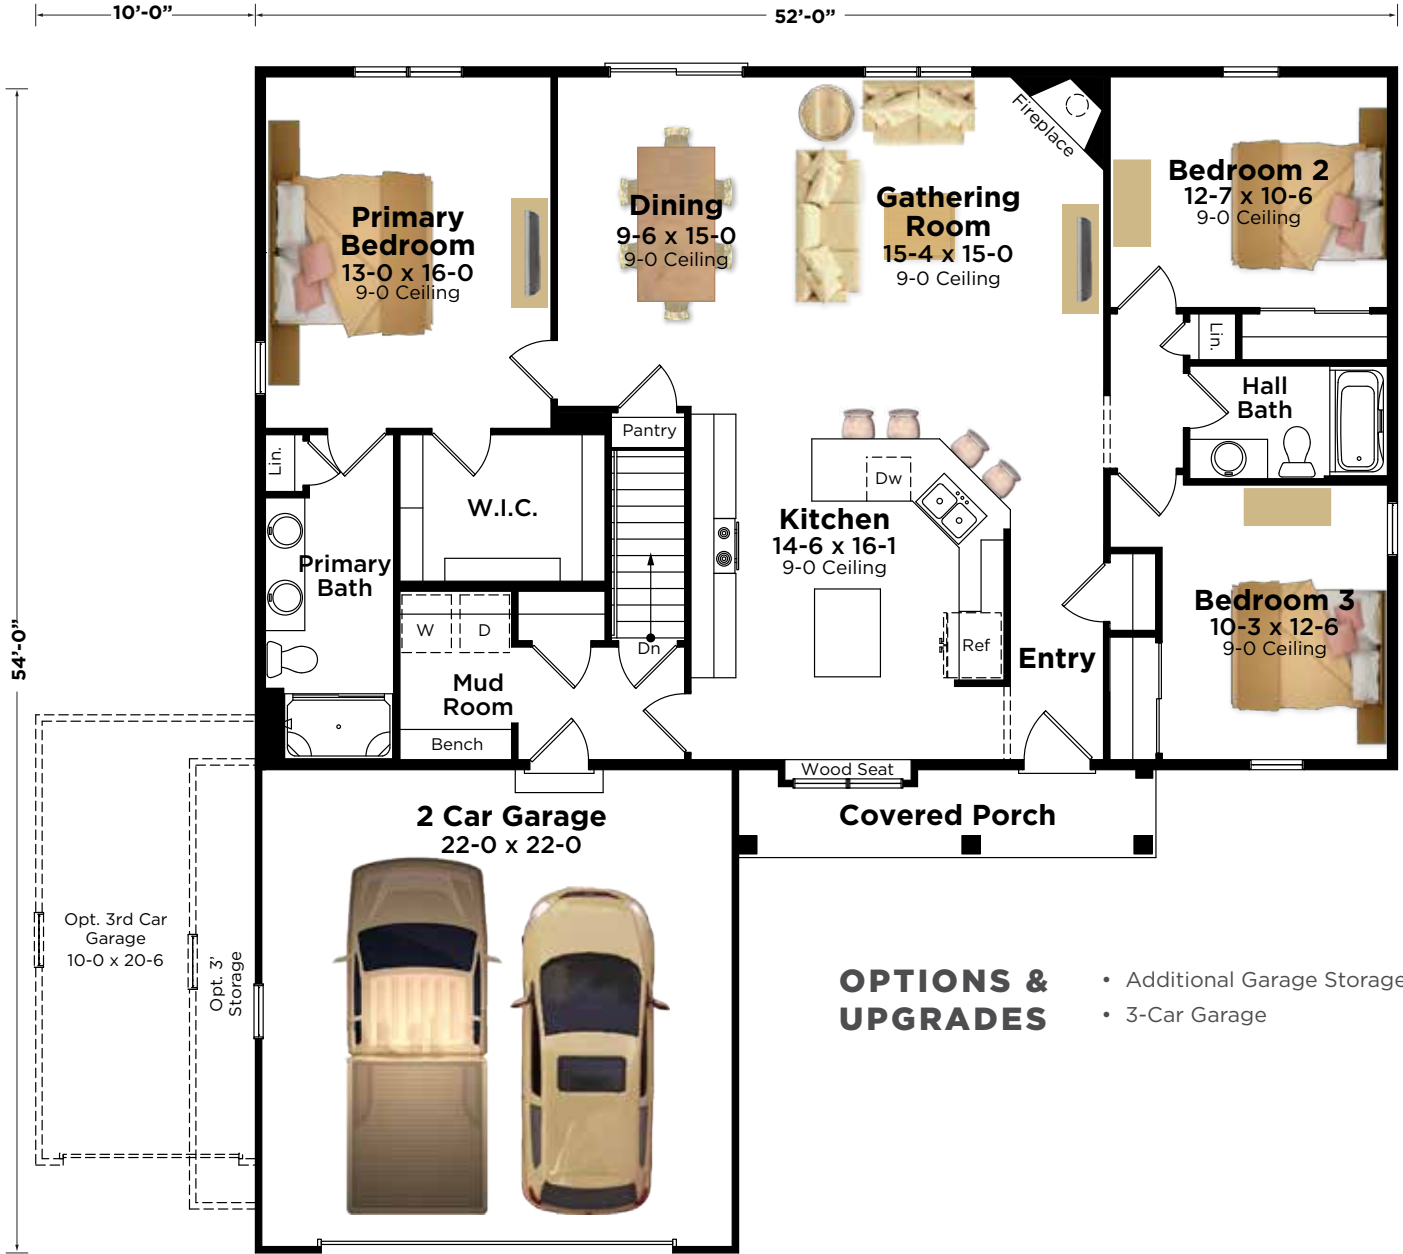 10'-0"
52'-0"
54'-0"
Primary
Bedroom
13-0 x 16-0
9-0 Ceiling
Dining
9-6 x 15-0
9-0 Ceiling
Gathering
Room
15-4 x 15-0
9-0 Ceiling
Fireplace
Bedroom 2
12-7 x 10-6
9-0 Ceiling
Lin.
Hall
Bath
Pantry
Lin.
W.I.C.
Primary
Bath
Dw
Kitchen
14-6 x 16-1
9-0 Ceiling
Ref
Entry
Bedroom 3
10-3 x 12-6
9-0 Ceiling
W
D
Dn
Mud
Room
Bench
Wood Seat
Covered Porch
2 Car Garage
22-0 x 22-0
Opt. 3rd Car
Garage
10-0 x 20-6
Opt. 3'
Storage
OPTIONS &
UPGRADES
• Additional Garage Storage
• 3-Car Garage